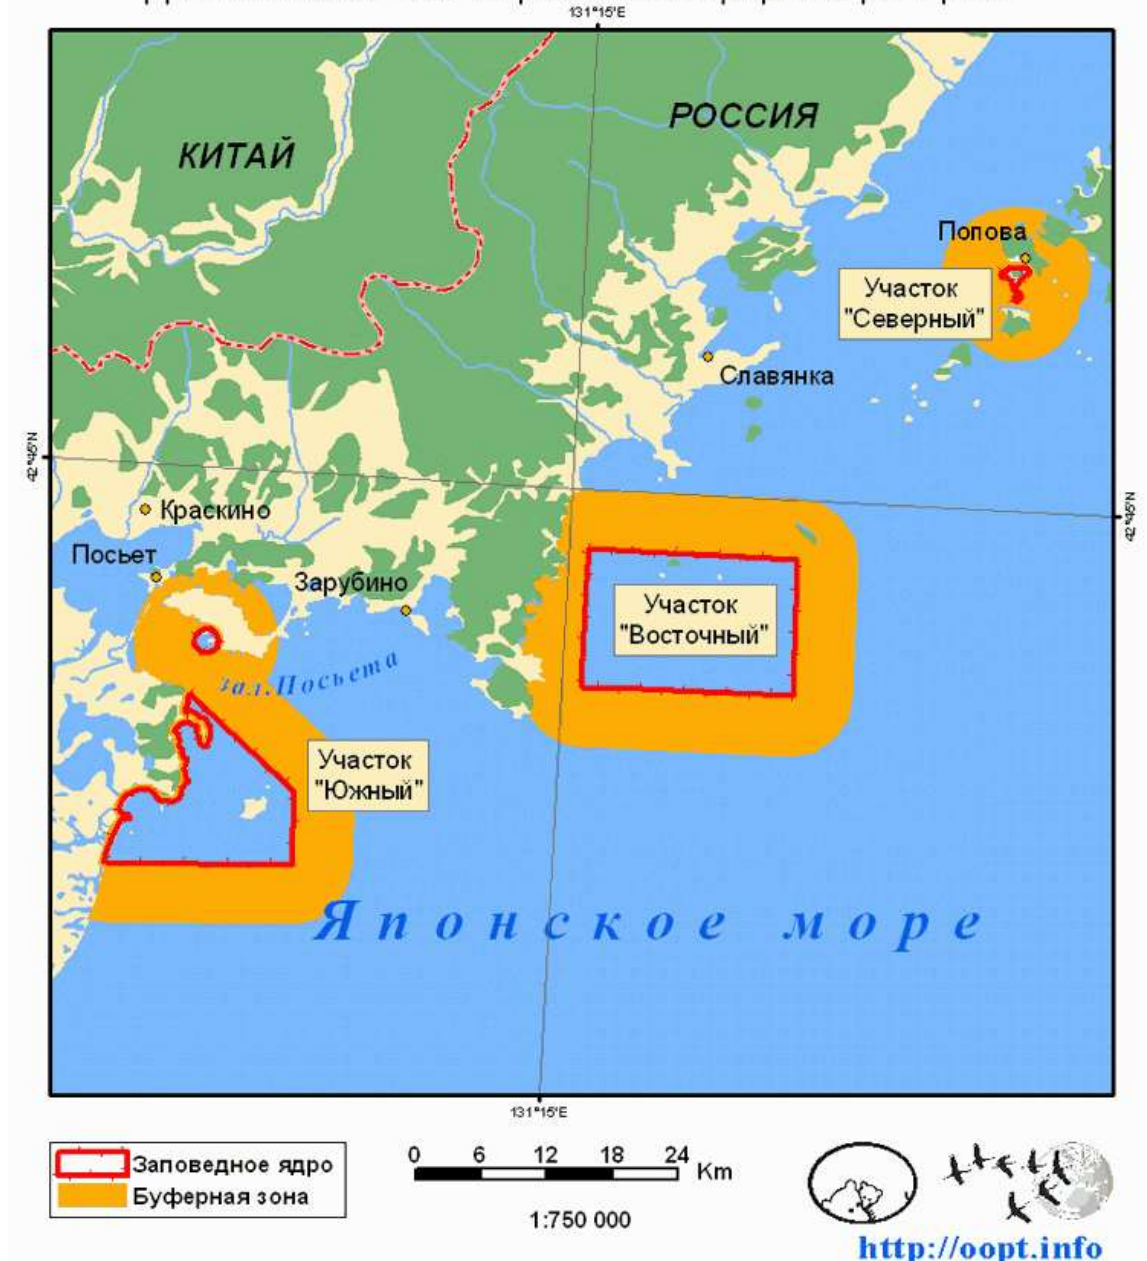 131°15'E
КИТАЙ
РОССИЯ
Попова
Участок
"Северный"
Славянка
42°45'N
42°45'N
Краскино
Посьет
Зарубино
Участок
"Восточный"
зал.Посьета
Участок
"Южный"
Японское море
131°15'E
Заповедное ядро
Буферная зона
0 6 12 18 24 Km
1:750 000
http://oopt.info